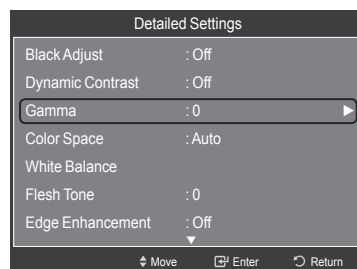 Detailed Settings
Black Adjust : Off
Dynamic Contrast : Off
Gamma : 0
Color Space : Auto
White Balance
Flesh Tone : 0
Edge Enhancement : Off
Move Enter Return